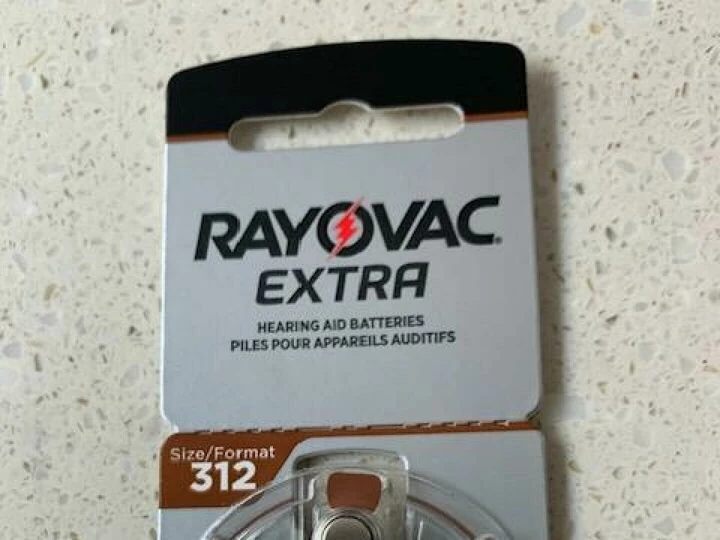 RAYOVAC
EXTRA
HEARING AID BATTERIES
PILES POUR APPAREILS AUDITIFS
Size/Format
312